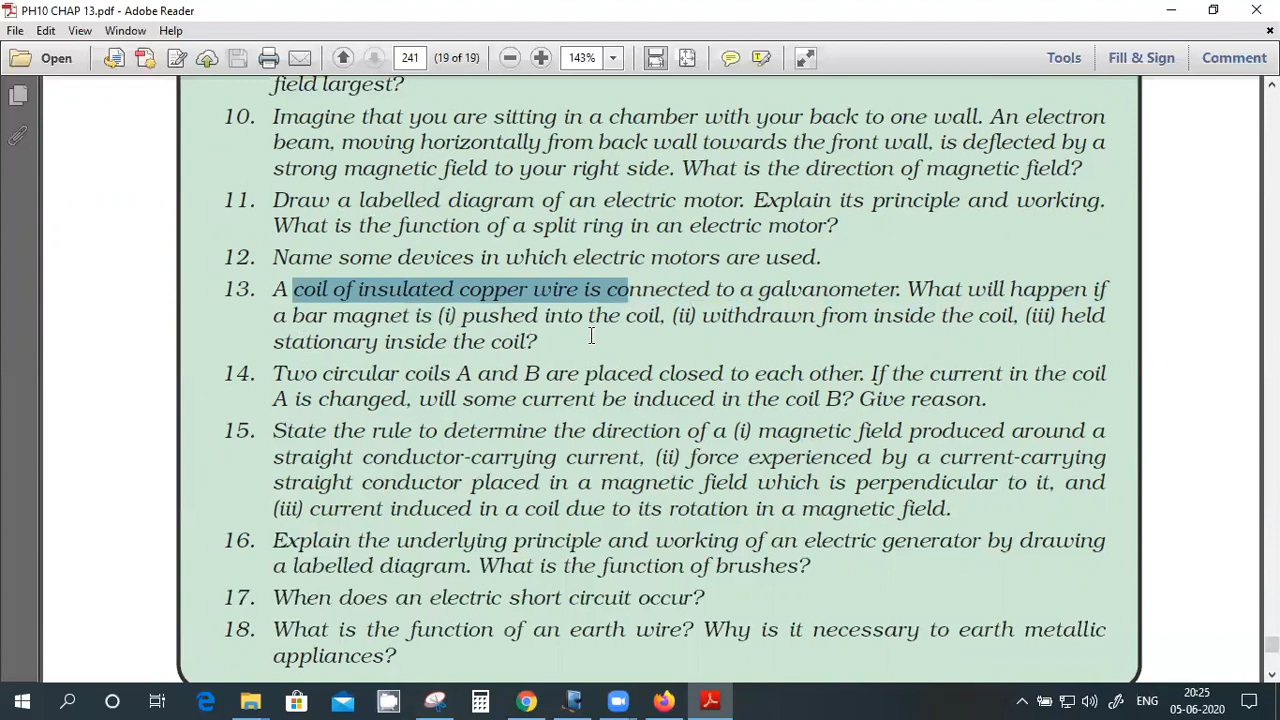 PH10 CHAP 13.pdf - Adobe Reader
File Edit View Window Help
Open 241 (19 of 19) 143% Tools Fill & Sign Comment
field largest?
10. Imagine that you are sitting in a chamber with your back to one wall. An electron
beam, moving horizontally from back wall towards the front wall, is deflected by a
strong magnetic field to your right side. What is the direction of magnetic field?
11. Draw a labelled diagram of an electric motor. Explain its principle and working.
What is the function of a split ring in an electric motor?
12. Name some devices in which electric motors are used.
13. A coil of insulated copper wire is connected to a galvanometer. What will happen if
a bar magnet is (i) pushed into the coil, (ii) withdrawn from inside the coil, (iii) held
stationary inside the coil?
14. Two circular coils A and B are placed closed to each other. If the current in the coil
A is changed, will some current be induced in the coil B? Give reason.
15. State the rule to determine the direction of a (i) magnetic field produced around a
straight conductor-carrying current, (ii) force experienced by a current-carrying
straight conductor placed in a magnetic field which is perpendicular to it, and
(iii) current induced in a coil due to its rotation in a magnetic field.
16. Explain the underlying principle and working of an electric generator by drawing
a labelled diagram. What is the function of brushes?
17. When does an electric short circuit occur?
18. What is the function of an earth wire? Why is it necessary to earth metallic
appliances?
ENG 20:25
05-06-2020